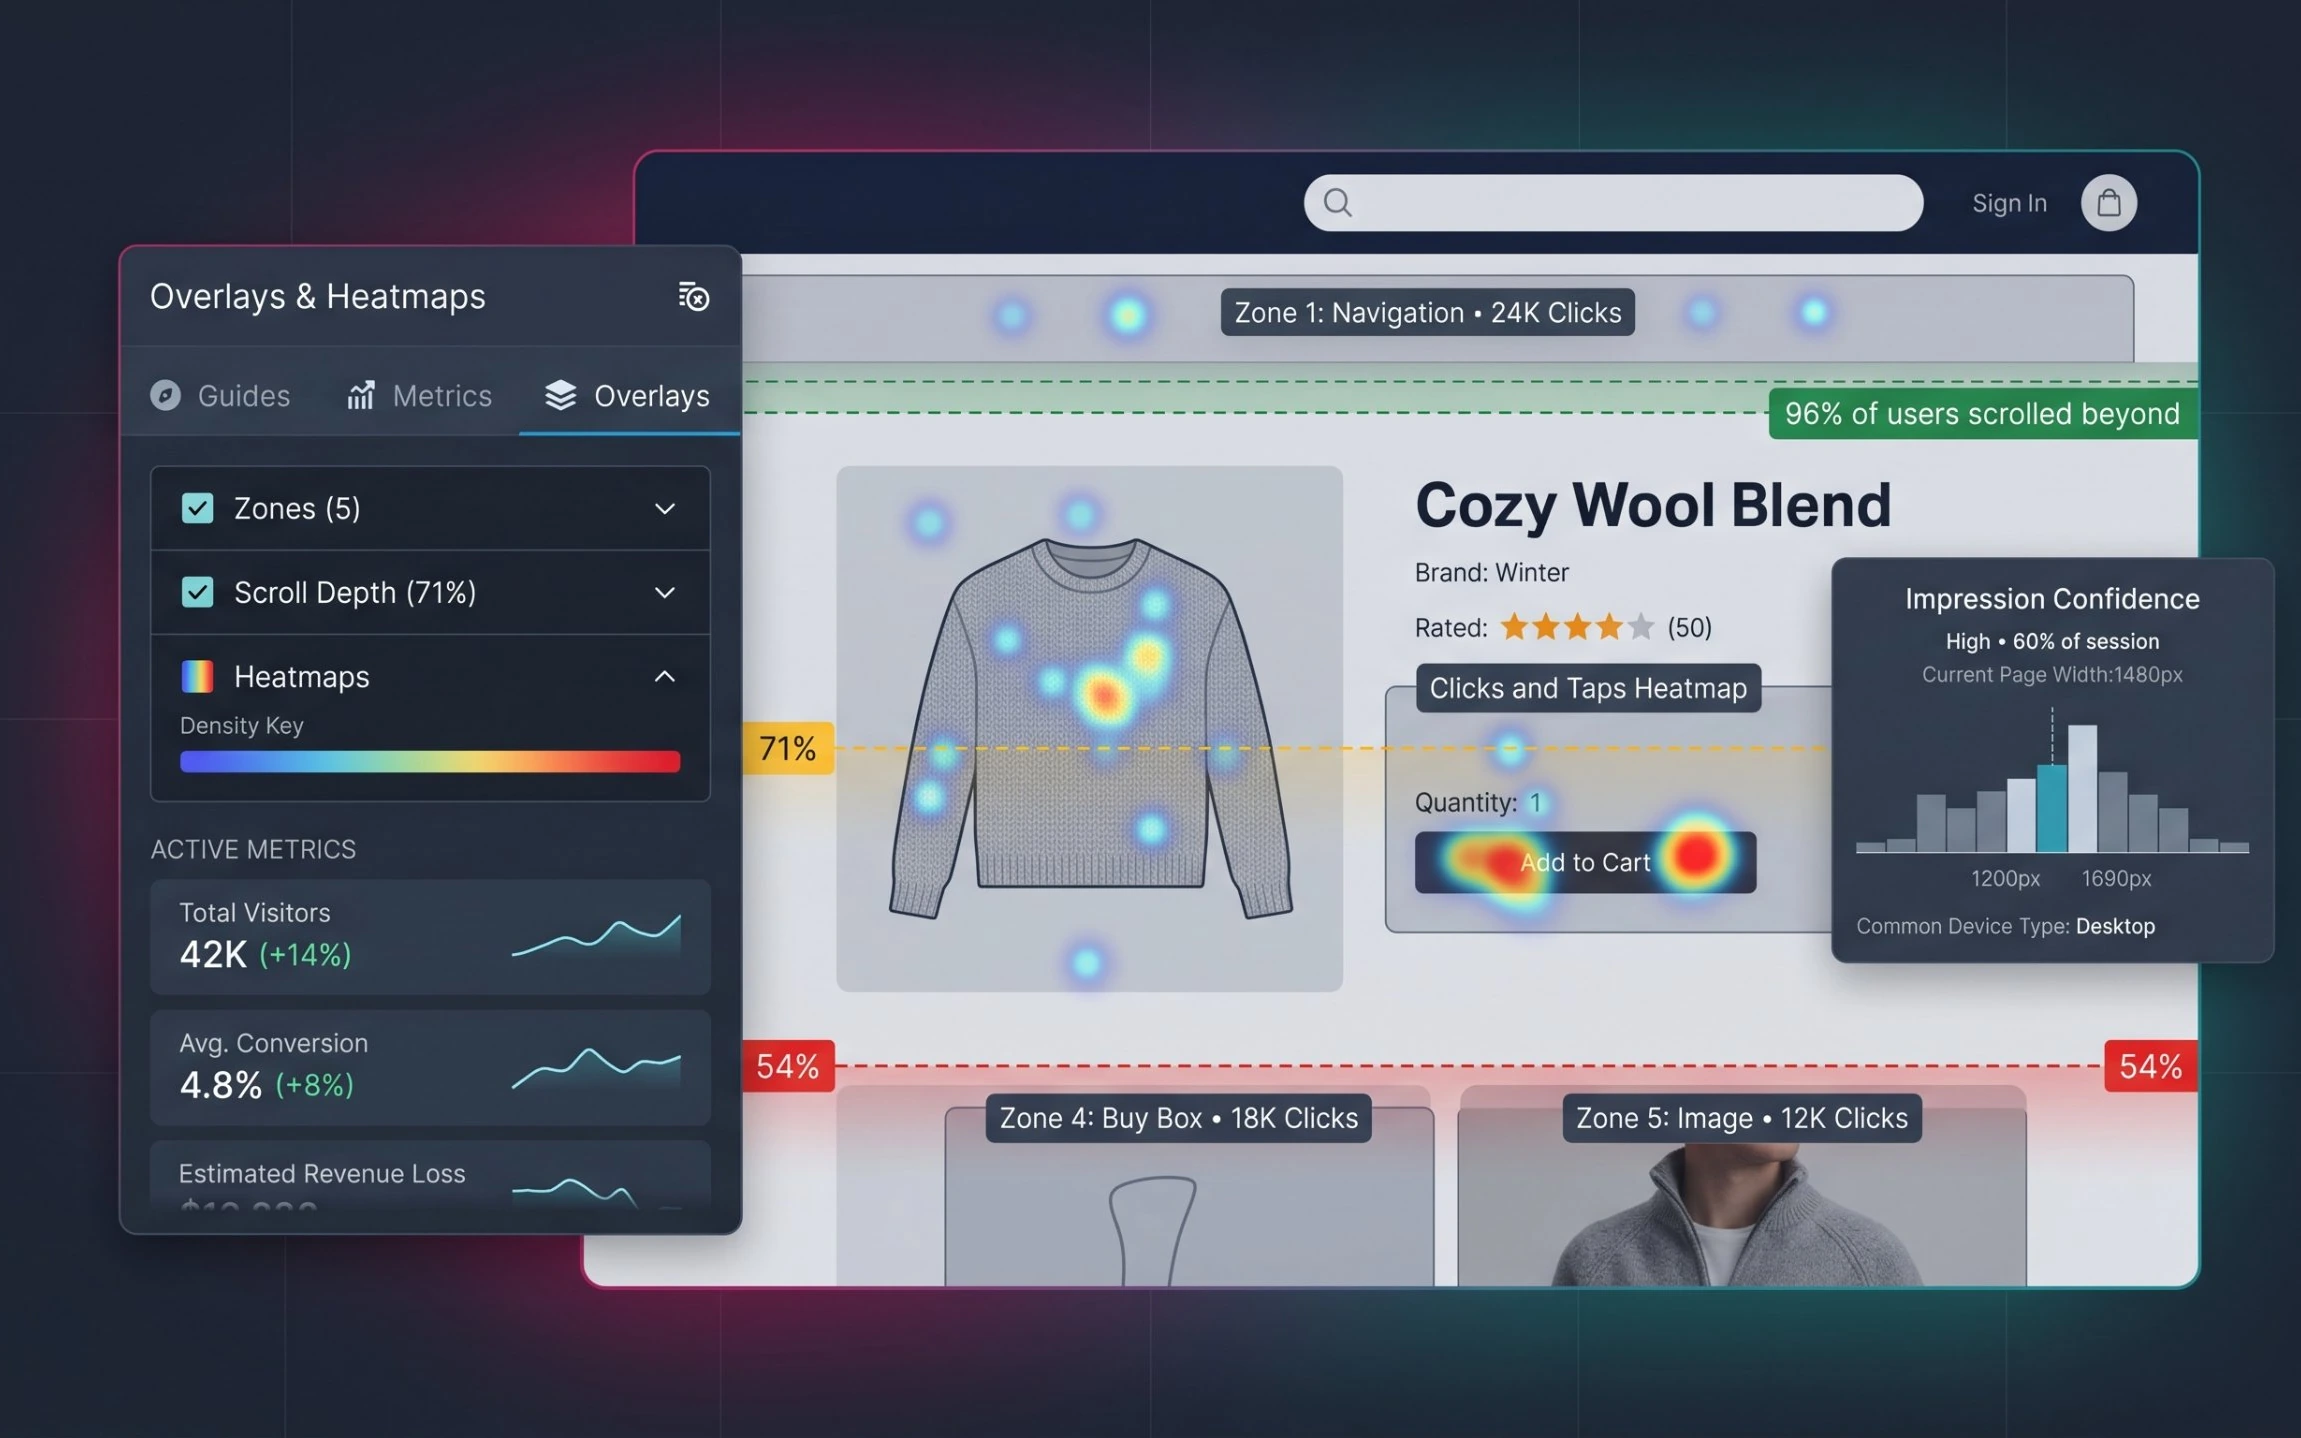 Sign In
Overlays & Heatmaps
Guides
Metrics
Overlays
Zones (5)
Scroll Depth (71%)
Heatmaps
Density Key
ACTIVE METRICS
Total Visitors
42K (+14%)
Avg. Conversion
4.8% (+8%)
Estimated Revenue Loss
Zone 1: Navigation • 24K Clicks
96% of users scrolled beyond
Cozy Wool Blend
Brand: Winter
Rated: (50)
Clicks and Taps Heatmap
71%
Quantity: 1
Add to Cart
Impression Confidence
High • 60% of session
Current Page Width:1480px
1200px 1690px
Common Device Type: Desktop
54%
54%
Zone 4: Buy Box • 18K Clicks
Zone 5: Image • 12K Clicks